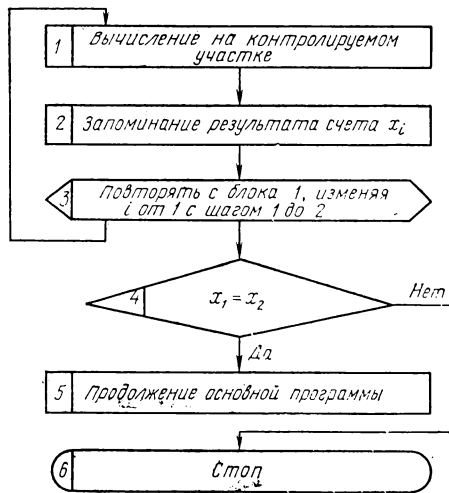 1 Вычисление на контролируемом
участке
2 Запоминание результата счета xᵢ
3 Повторять с блока 1, изменяя
i от 1 с шагом 1 до 2
4 x₁ = x₂
Нет
Да
5 Продолжение основной программы
6 Стоп